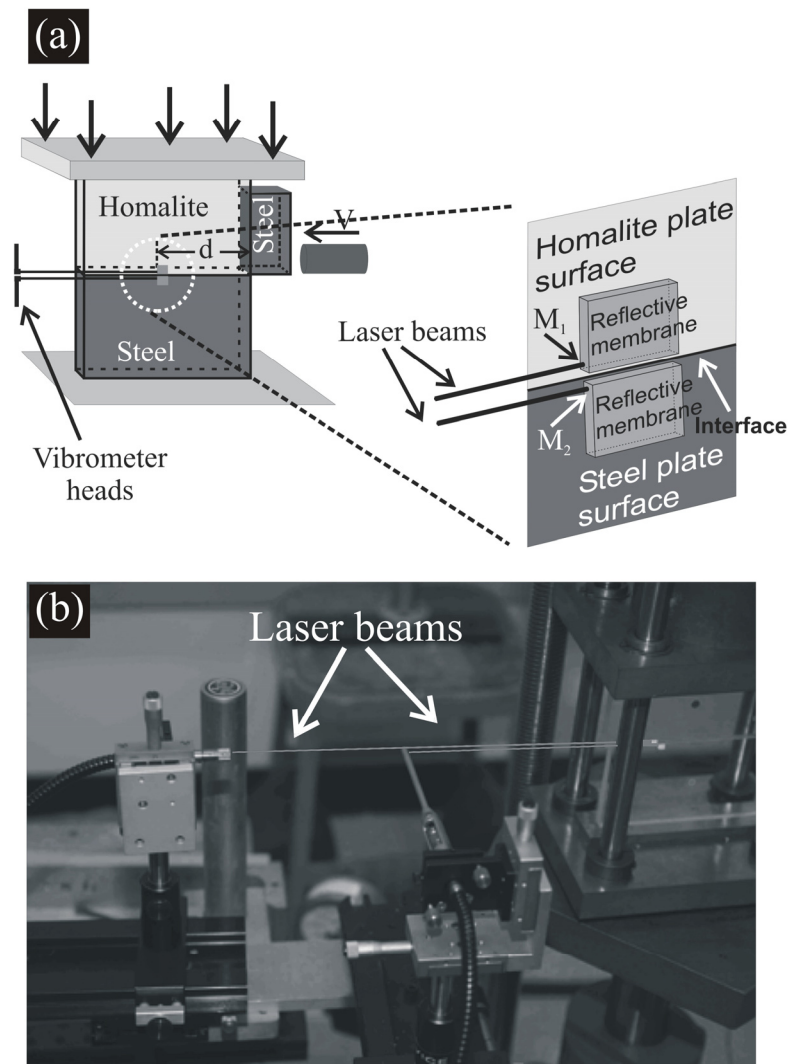 (a)
Homalite
Steel
V
d
Steel
Vibrometer
heads
Laser beams
Homalite plate
surface
M1
Reflective
membrane
Reflective
membrane
M2
Interface
Steel plate
surface
(b)
Laser beams